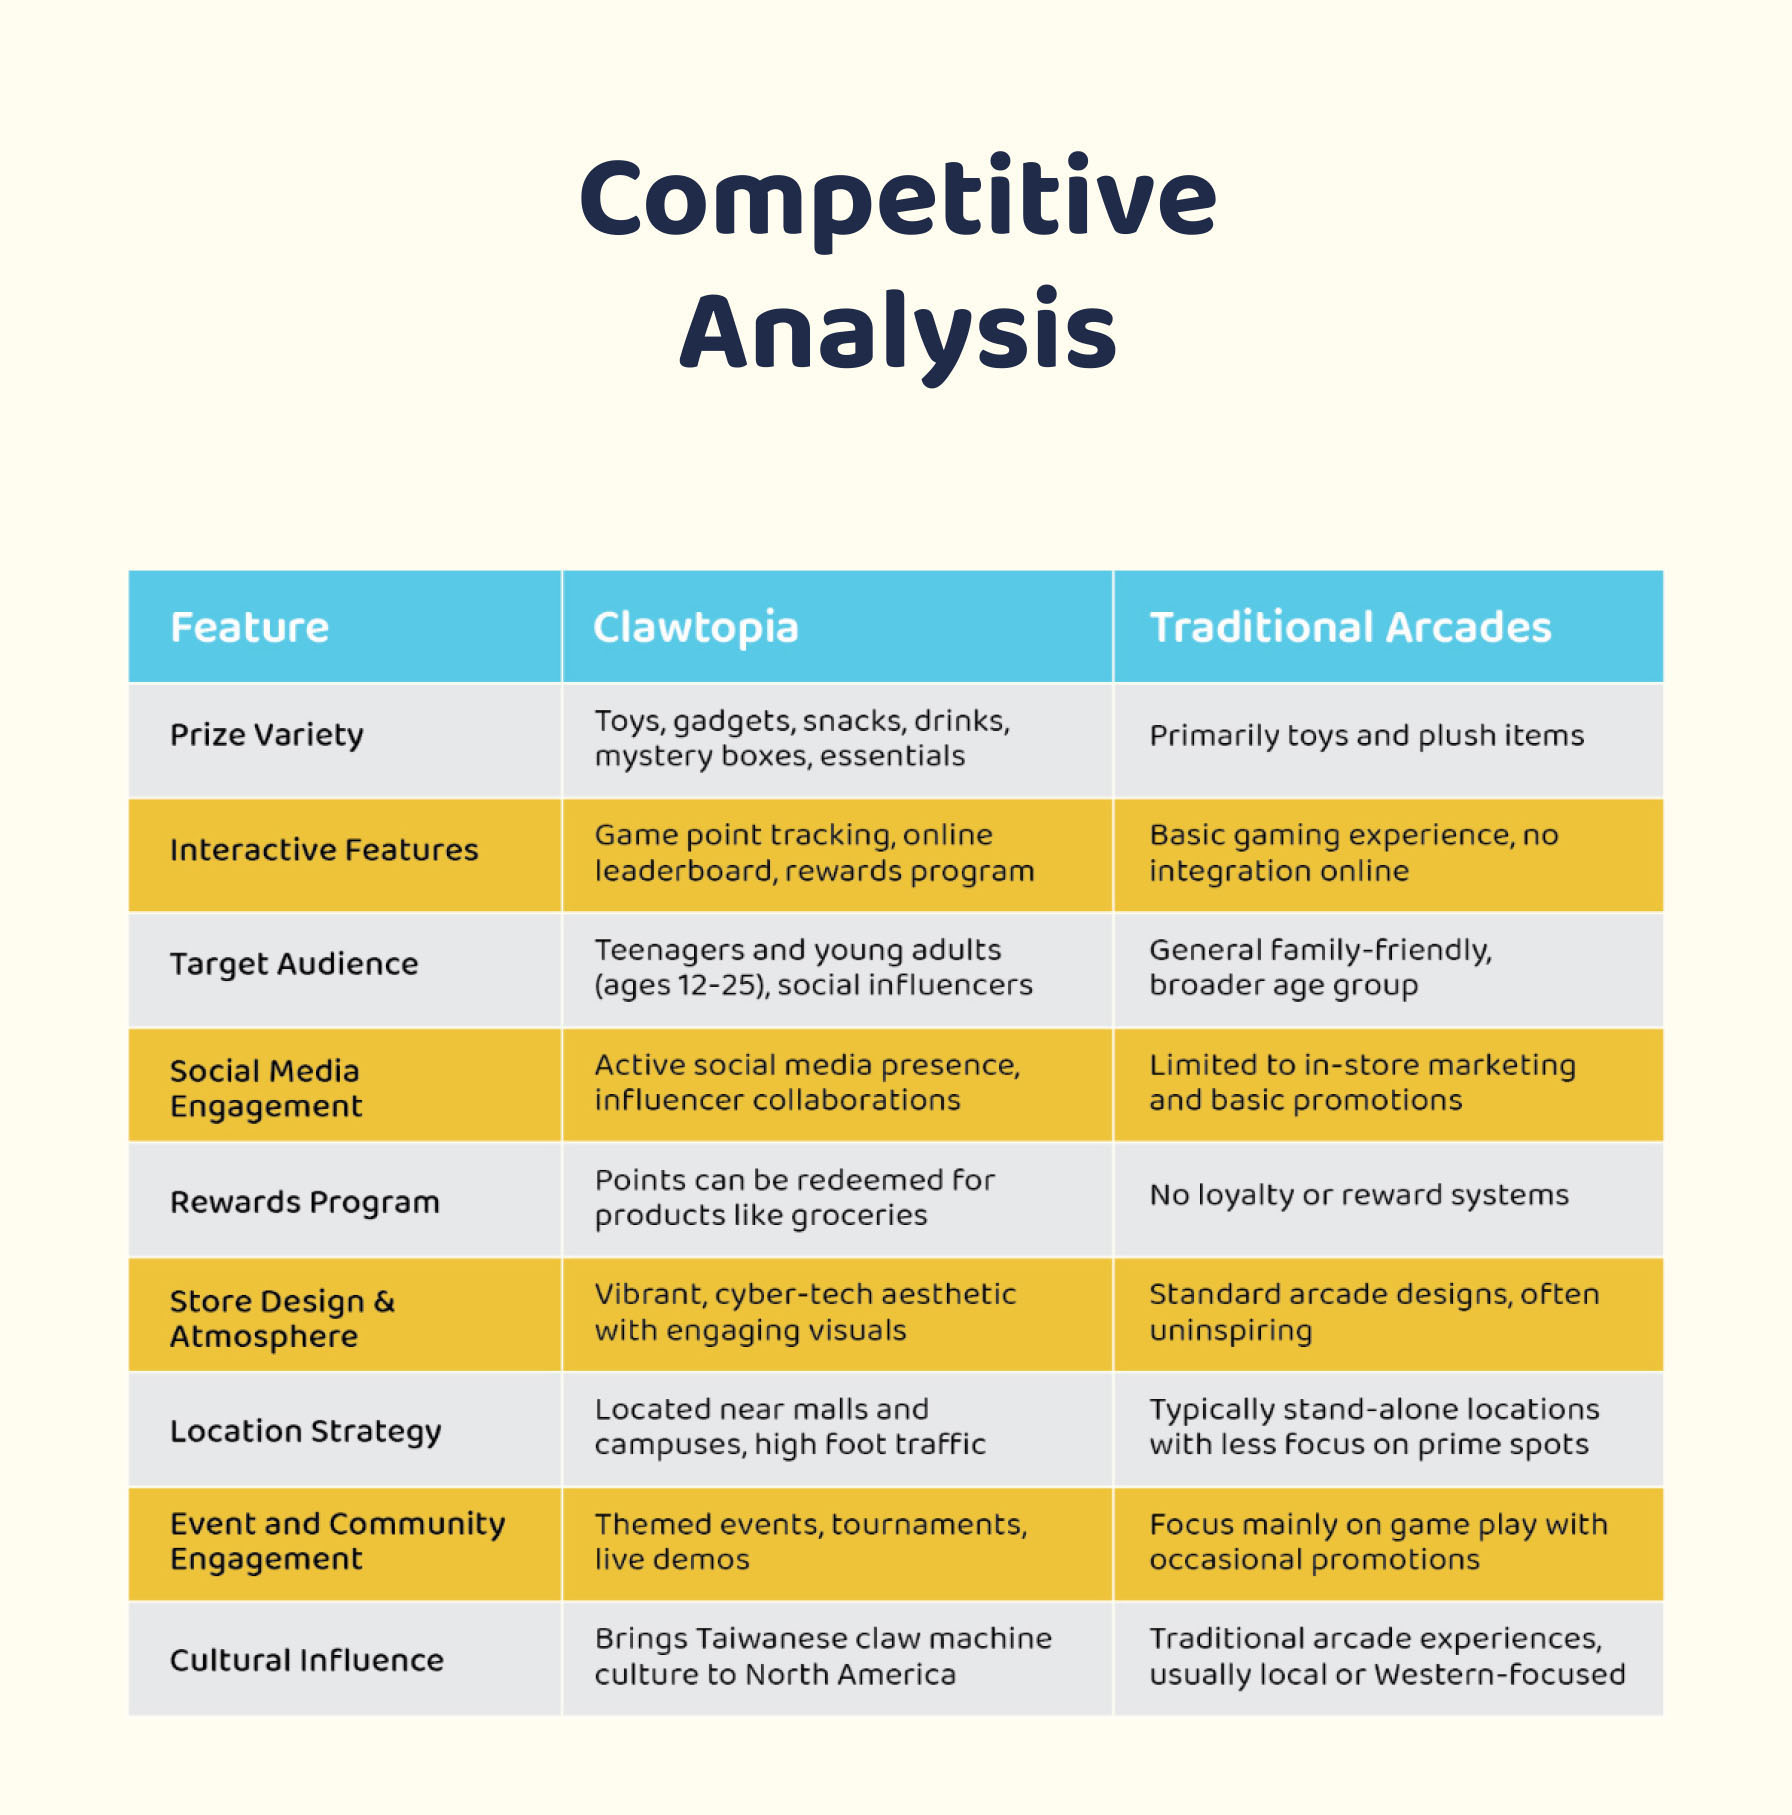 Competitive
Analysis
Feature
Clawtopia
Traditional Arcades
Prize Variety
Toys, gadgets, snacks, drinks,
mystery boxes, essentials
Primarily toys and plush items
Interactive Features
Game point tracking, online
leaderboard, rewards program
Basic gaming experience, no
integration online
Target Audience
Teenagers and young adults
(ages 12-25), social influencers
General family-friendly,
broader age group
Social Media
Engagement
Active social media presence,
influencer collaborations
Limited to in-store marketing
and basic promotions
Rewards Program
Points can be redeemed for
products like groceries
No loyalty or reward systems
Store Design &
Atmosphere
Vibrant, cyber-tech aesthetic
with engaging visuals
Standard arcade designs, often
uninspiring
Location Strategy
Located near malls and
campuses, high foot traffic
Typically stand-alone locations
with less focus on prime spots
Event and Community
Engagement
Themed events, tournaments,
live demos
Focus mainly on game play with
occasional promotions
Cultural Influence
Brings Taiwanese claw machine
culture to North America
Traditional arcade experiences,
usually local or Western-focused